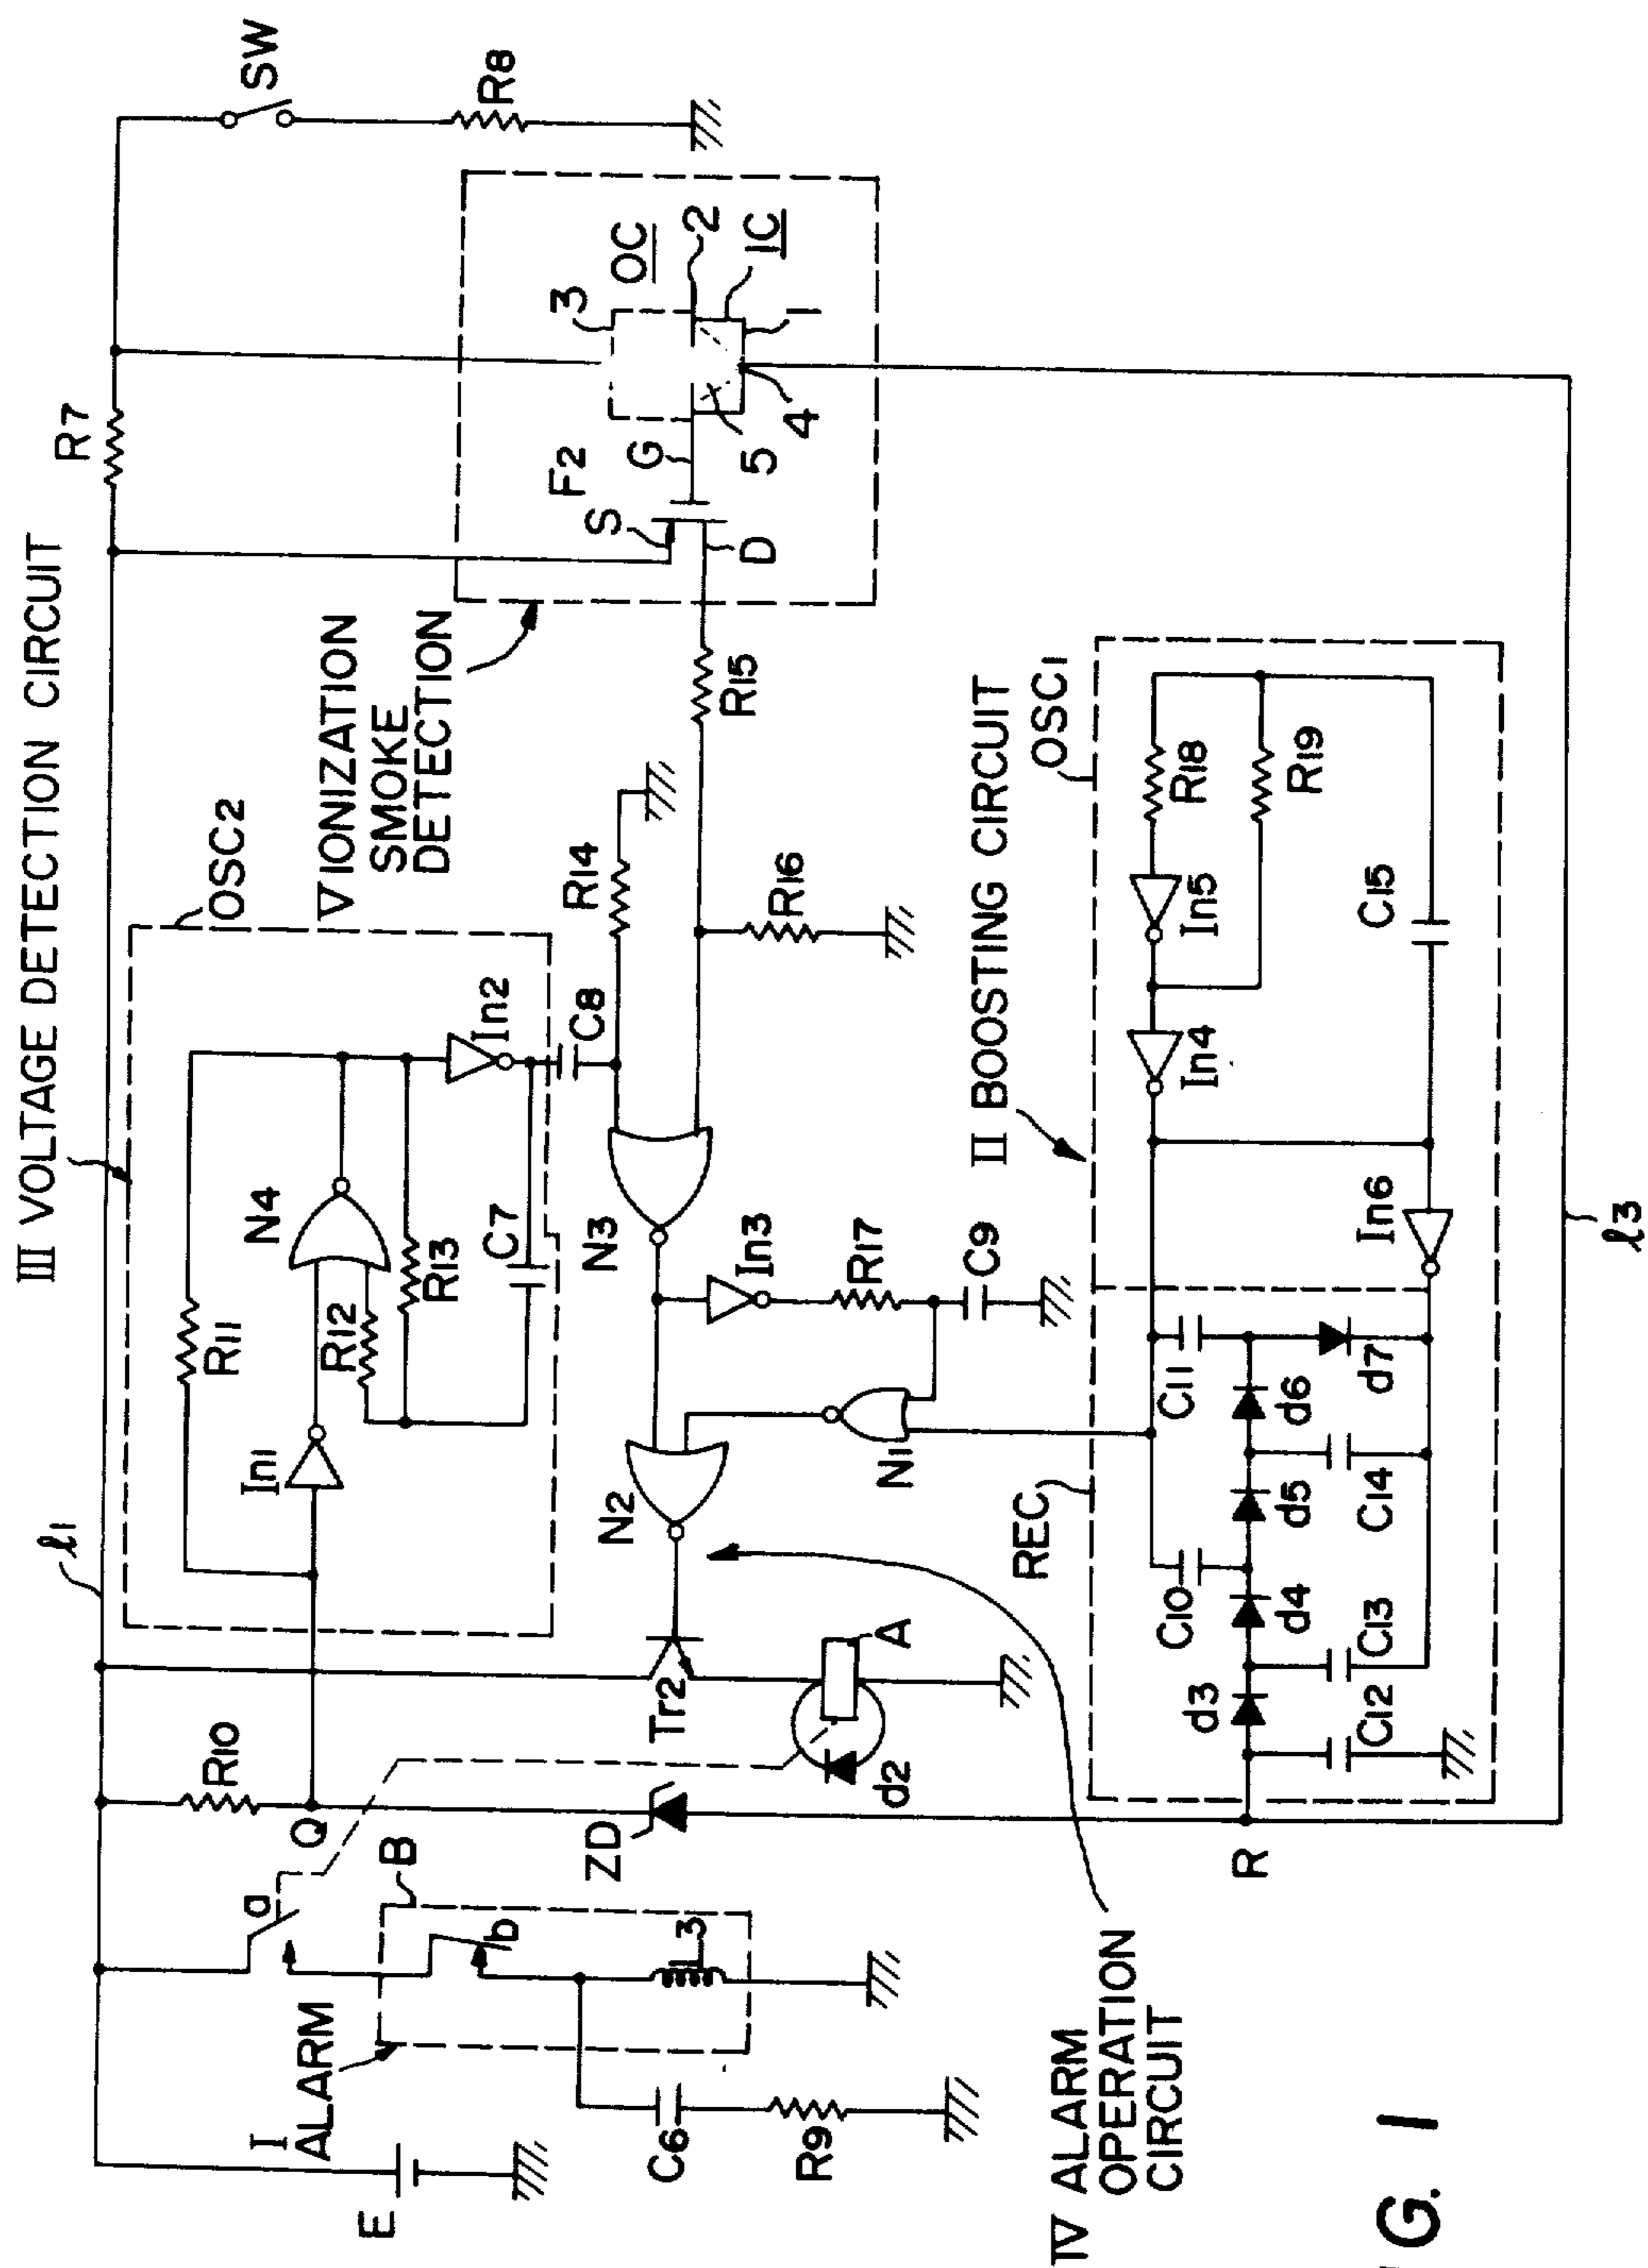 III VOLTAGE DETECTION CIRCUIT
l1
R7
SW
R8
OSC2
V IONIZATION
SMOKE
DETECTION
R10
Q
In1
R11
N4
R12
R13
C7
In2
C8
R14
F2
S
G
D
3
OC
2
IC
1
4
5
R15
R16
a
B
b
3
I
ALARM
E
C6
R9
ZD
Tr2
A
d2
N2
N3
In3
R17
C9
N1
IV ALARM
OPERATION
CIRCUIT
II BOOSTING CIRCUIT
OSC1
REC
R
d3
d4
d5
d6
d7
C10
C11
C12
C13
C14
In4
In5
In6
R18
R19
C15
l3
G. 1